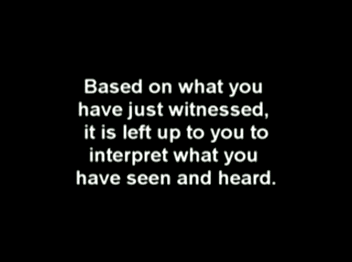 Based on what you
have just witnessed,
it is left up to you to
interpret what you
have seen and heard.